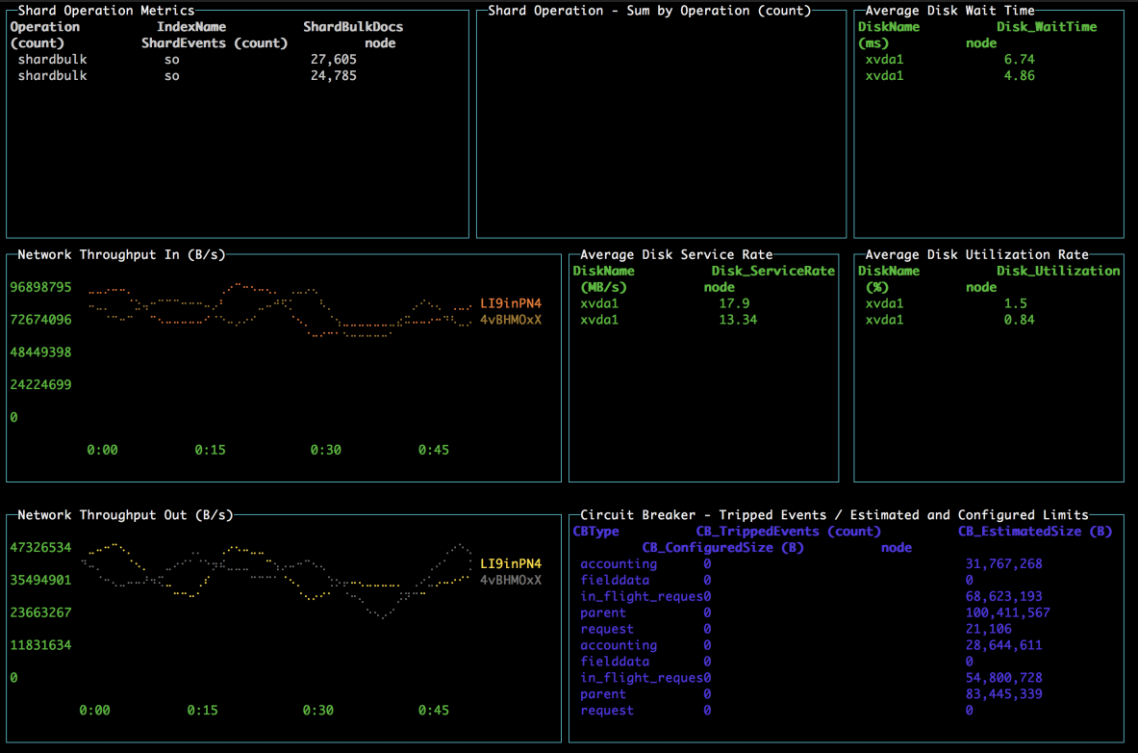 Shard Operation Metrics
Operation IndexName ShardBulkDocs
(count) ShardEvents (count) node
shardbulk so 27,605
shardbulk so 24,785
Shard Operation - Sum by Operation (count)
Average Disk Wait Time
DiskName Disk_WaitTime
(ms) node
xvda1 6.74
xvda1 4.86
Network Throughput In (B/s)
96898795
72674096
48449398
24224699
0
0:00 0:15 0:30 0:45
LI9inPN4
4vBHMOxX
Average Disk Service Rate
DiskName Disk_ServiceRate
(MB/s) node
xvda1 17.9
xvda1 13.34
Average Disk Utilization Rate
DiskName Disk_Utilization
(%) node
xvda1 1.5
xvda1 0.84
Network Throughput Out (B/s)
47326534
35494901
23663267
11831634
0
0:00 0:15 0:30 0:45
LI9inPN4
4vBHMOxX
Circuit Breaker - Tripped Events / Estimated and Configured Limits
CBType CB_TrippedEvents (count) CB_EstimatedSize (B)
CB_ConfiguredSize (B) node
accounting 0 31,767,268
fielddata 0 0
in_flight_reques0 68,623,193
parent 0 100,411,567
request 0 21,106
accounting 0 28,644,611
fielddata 0 0
in_flight_reques0 54,800,728
parent 0 83,445,339
request 0 0